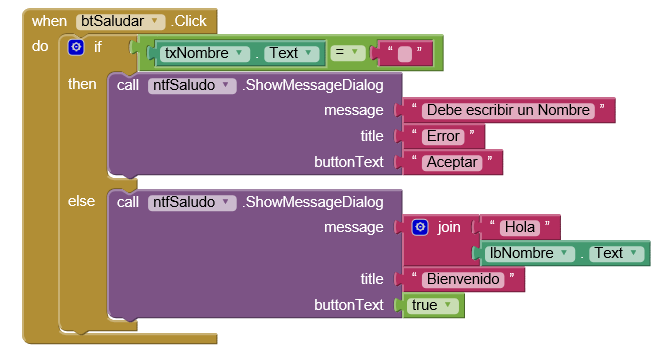 when btSaludar .Click
do if txNombre . Text = " "
then call ntfSaludo .ShowMessageDialog
message " Debe escribir un Nombre "
title " Error "
buttonText " Aceptar "
else call ntfSaludo .ShowMessageDialog
message join " Hola "
lbNombre . Text
title " Bienvenido "
buttonText true